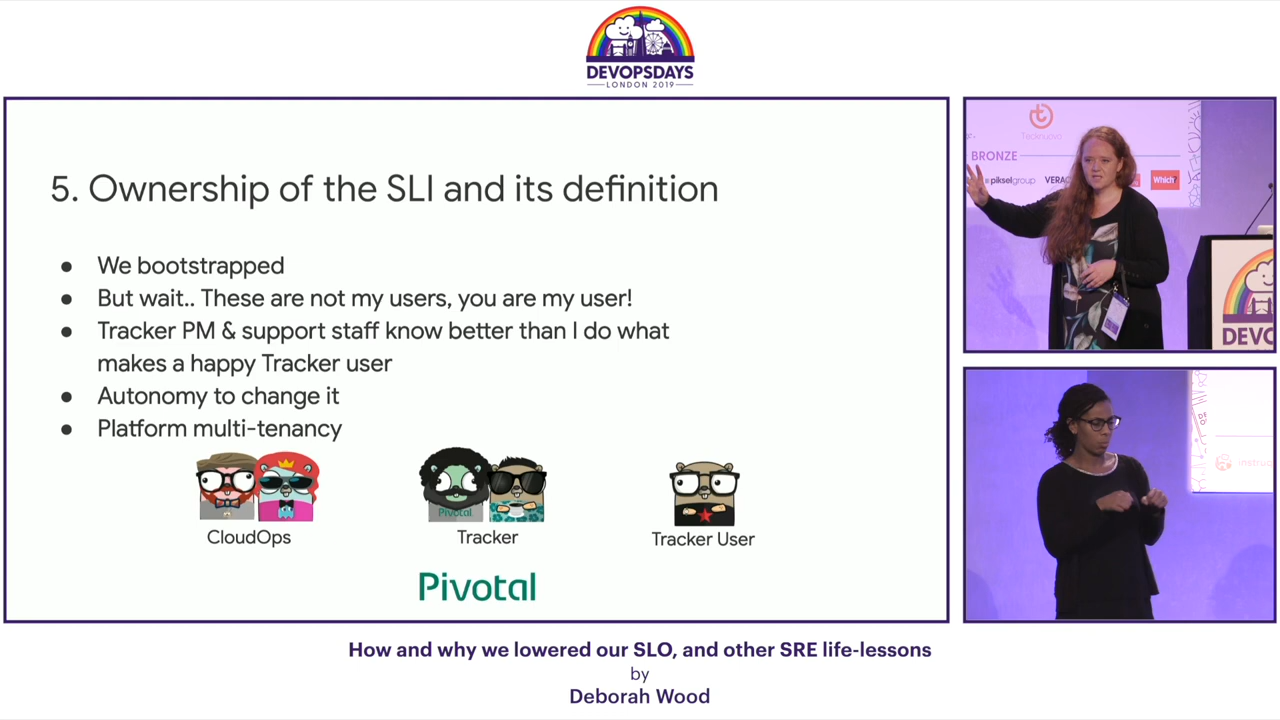 DEVOPSDAYS
LONDON 2019
5. Ownership of the SLI and its definition
● We bootstrapped
● But wait.. These are not my users, you are my user!
● Tracker PM & support staff know better than I do what
makes a happy Tracker user
● Autonomy to change it
● Platform multi-tenancy
Pivotal
CloudOps
Tracker
Tracker User
Pivotal
Tecknuovo
BRONZE
pikselgroup
VERA
Which?
DEVO
How and why we lowered our SLO, and other SRE life-lessons
by
Deborah Wood